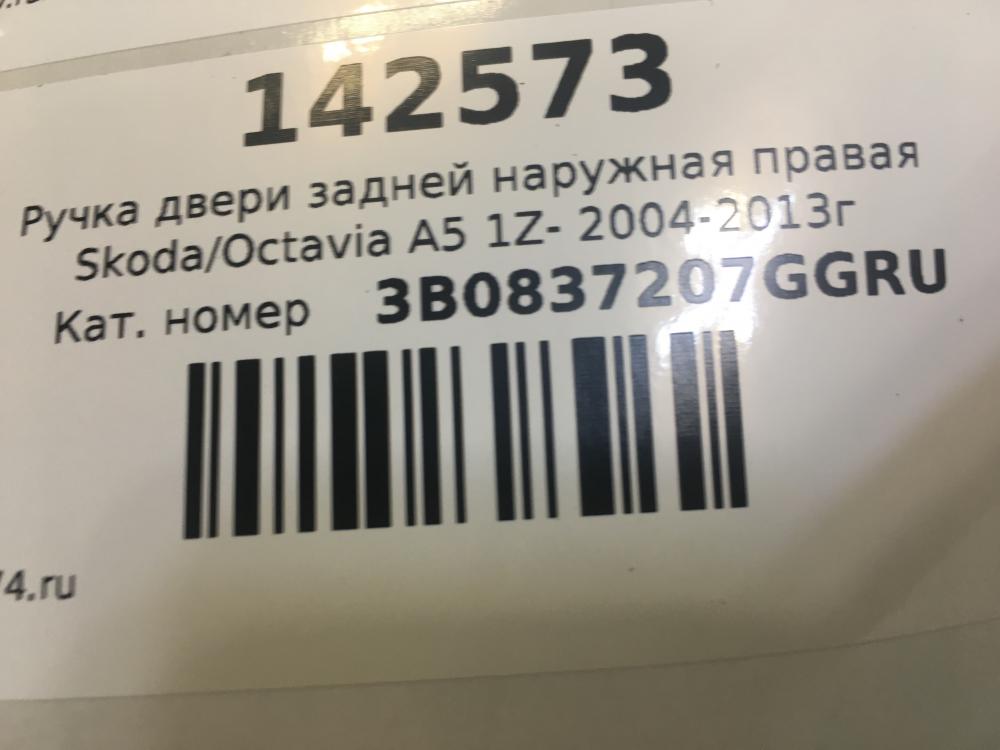 142573
Ручка двери задней наружная правая
Skoda/Octavia A5 1Z- 2004-2013г
Кат. номер 3B0837207GGRU
4.ru